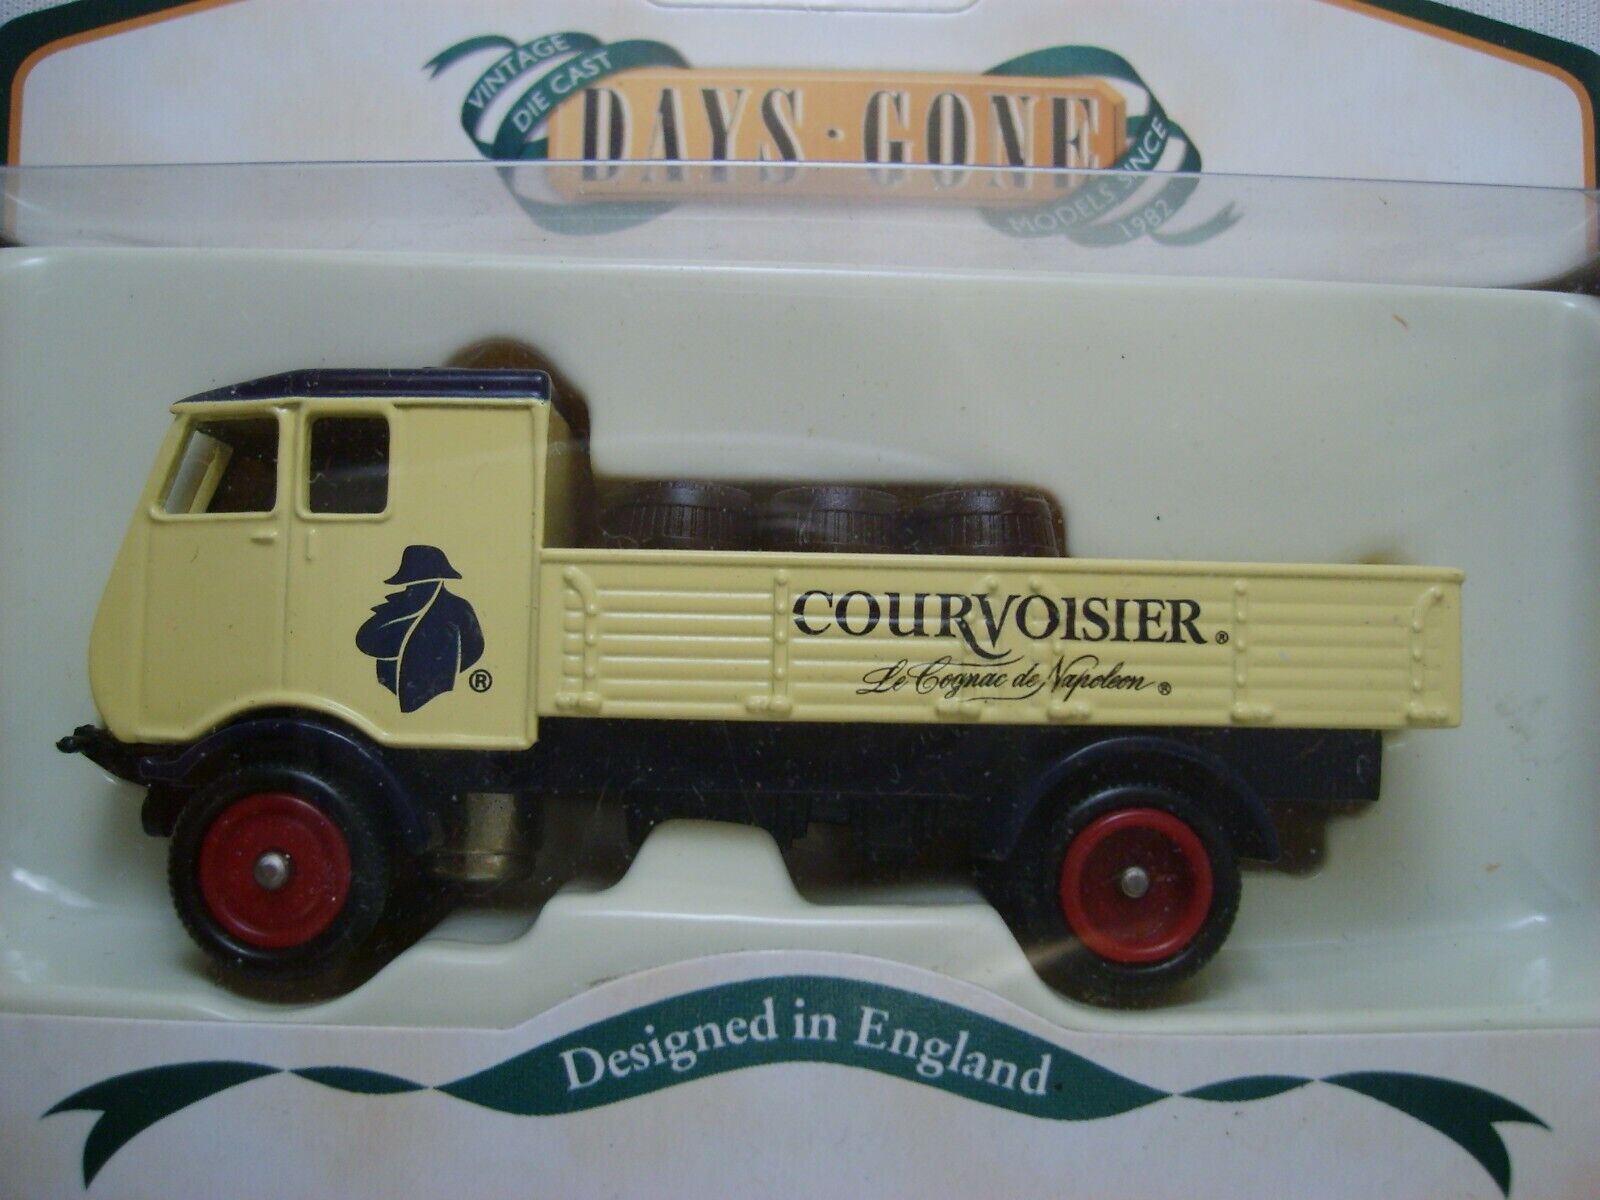 VINTAGE
DIE CAST
DAYS·GONE
MODELS SINCE
1982
®
COURVOISIER®
Le Cognac de Napoleon®
Designed in England